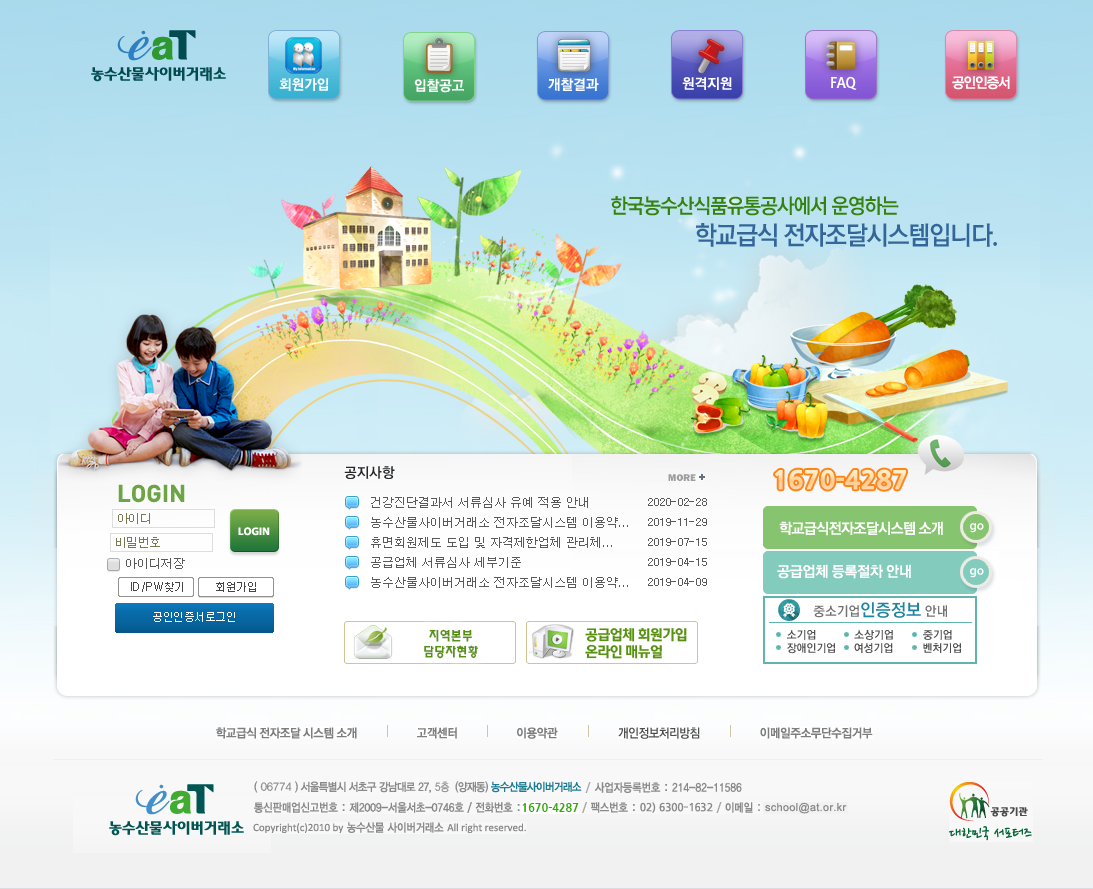 eaT
농수산물사이버거래소
My Information
회원가입
입찰공고
개찰결과
원격지원
FAQ
공인인증서
한국농수산식품유통공사에서 운영하는
학교급식 전자조달시스템입니다.
LOGIN
아이디
비밀번호
LOGIN
아이디저장
ID/PW찾기
회원가입
공인인증서로그인
공지사항
MORE +
건강진단결과서 서류심사 유예 적용 안내 2020-02-28
농수산물사이버거래소 전자조달시스템 이용약... 2019-11-29
휴면회원제도 도입 및 자격제한업체 관리체... 2019-07-15
공급업체 서류심사 세부기준 2019-04-15
농수산물사이버거래소 전자조달시스템 이용약... 2019-04-09
지역본부
담당자현황
공급업체 회원가입
온라인 매뉴얼
1670-4287
학교급식전자조달시스템 소개 go
공급업체 등록절차 안내 go
중소기업인증정보 안내
• 소기업 • 소상기업 • 중기업
• 장애인기업 • 여성기업 • 벤처기업
학교급식 전자조달 시스템 소개
고객센터
이용약관
개인정보처리방침
이메일주소무단수집거부
eaT
농수산물사이버거래소
( 06774 ) 서울특별시 서초구 강남대로 27, 5층 (양재동) 농수산물사이버거래소 / 사업자등록번호 : 214-82-11586
통신판매업신고번호 : 제2009-서울서초-0746호 / 전화번호 :1670-4287 / 팩스번호 : 02) 6300-1632 / 이메일 : school@at.or.kr
Copyright(c)2010 by 농수산물 사이버거래소 All right reserved.
공공기관
대한민국 서포터즈